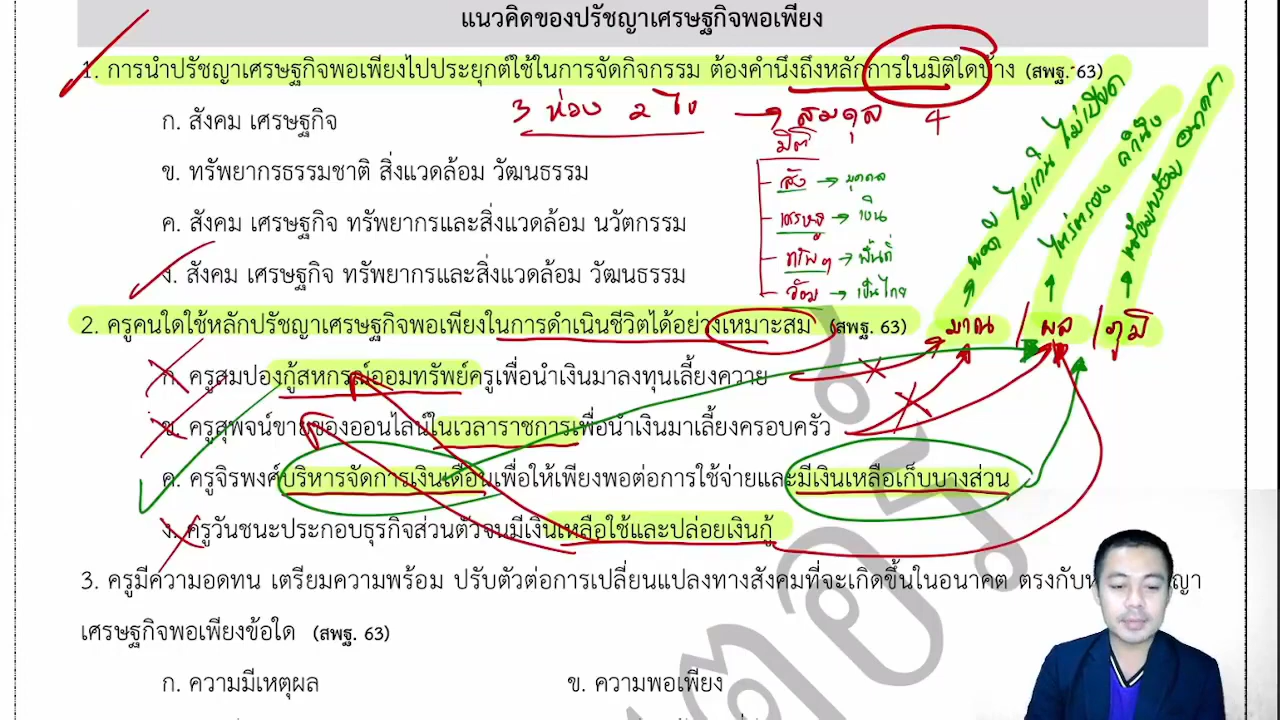 แนวคิดของปรัชญาเศรษฐกิจพอเพียง
1. การนำปรัชญาเศรษฐกิจพอเพียงไปประยุกต์ใช้ในการจัดกิจกรรม ต้องคำนึงถึงหลักการในมิติใดบ้าง (สพฐ. 63)
3 ห่วง 2 ไข → สมดุล 4
ก. สังคม เศรษฐกิจ
มิติ
ข. ทรัพยากรธรรมชาติ สิ่งแวดล้อม วัฒนธรรม
สัง → บุคคล
ค. สังคม เศรษฐกิจ ทรัพยากรและสิ่งแวดล้อม นวัตกรรม
เศรษฐ → เงิน
ทรัพย์ → พื้นที่
ง. สังคม เศรษฐกิจ ทรัพยากรและสิ่งแวดล้อม วัฒนธรรม
→ เป็นไทย
พอดี ไม่เกิน ไม่เบียด
ไตร่ตรอง คำนึง
พร้อม อนาคต
2. ครูคนใดใช้หลักปรัชญาเศรษฐกิจพอเพียงในการดำเนินชีวิตได้อย่างเหมาะสม (สพฐ. 63)
มาณ | ผล | ภูมิ
ก. ครูสมปองกู้สหกรณ์ออมทรัพย์ครูเพื่อนำเงินมาลงทุนเลี้ยงควาย
ข. ครูสุพจน์ขายของออนไลน์ในเวลาราชการเพื่อนำเงินมาเลี้ยงครอบครัว
ค. ครูจิรพงศ์บริหารจัดการเงินเดือนเพื่อให้เพียงพอต่อการใช้จ่ายและมีเงินเหลือเก็บบางส่วน
ง. ครูวันชนะประกอบธุรกิจส่วนตัวจนมีเงินเหลือใช้และปล่อยเงินกู้
3. ครูมีความอดทน เตรียมความพร้อม ปรับตัวต่อการเปลี่ยนแปลงทางสังคมที่จะเกิดขึ้นในอนาคต ตรงกับ
เศรษฐกิจพอเพียงข้อใด (สพฐ. 63)
ก. ความมีเหตุผล
ข. ความพอเพียง